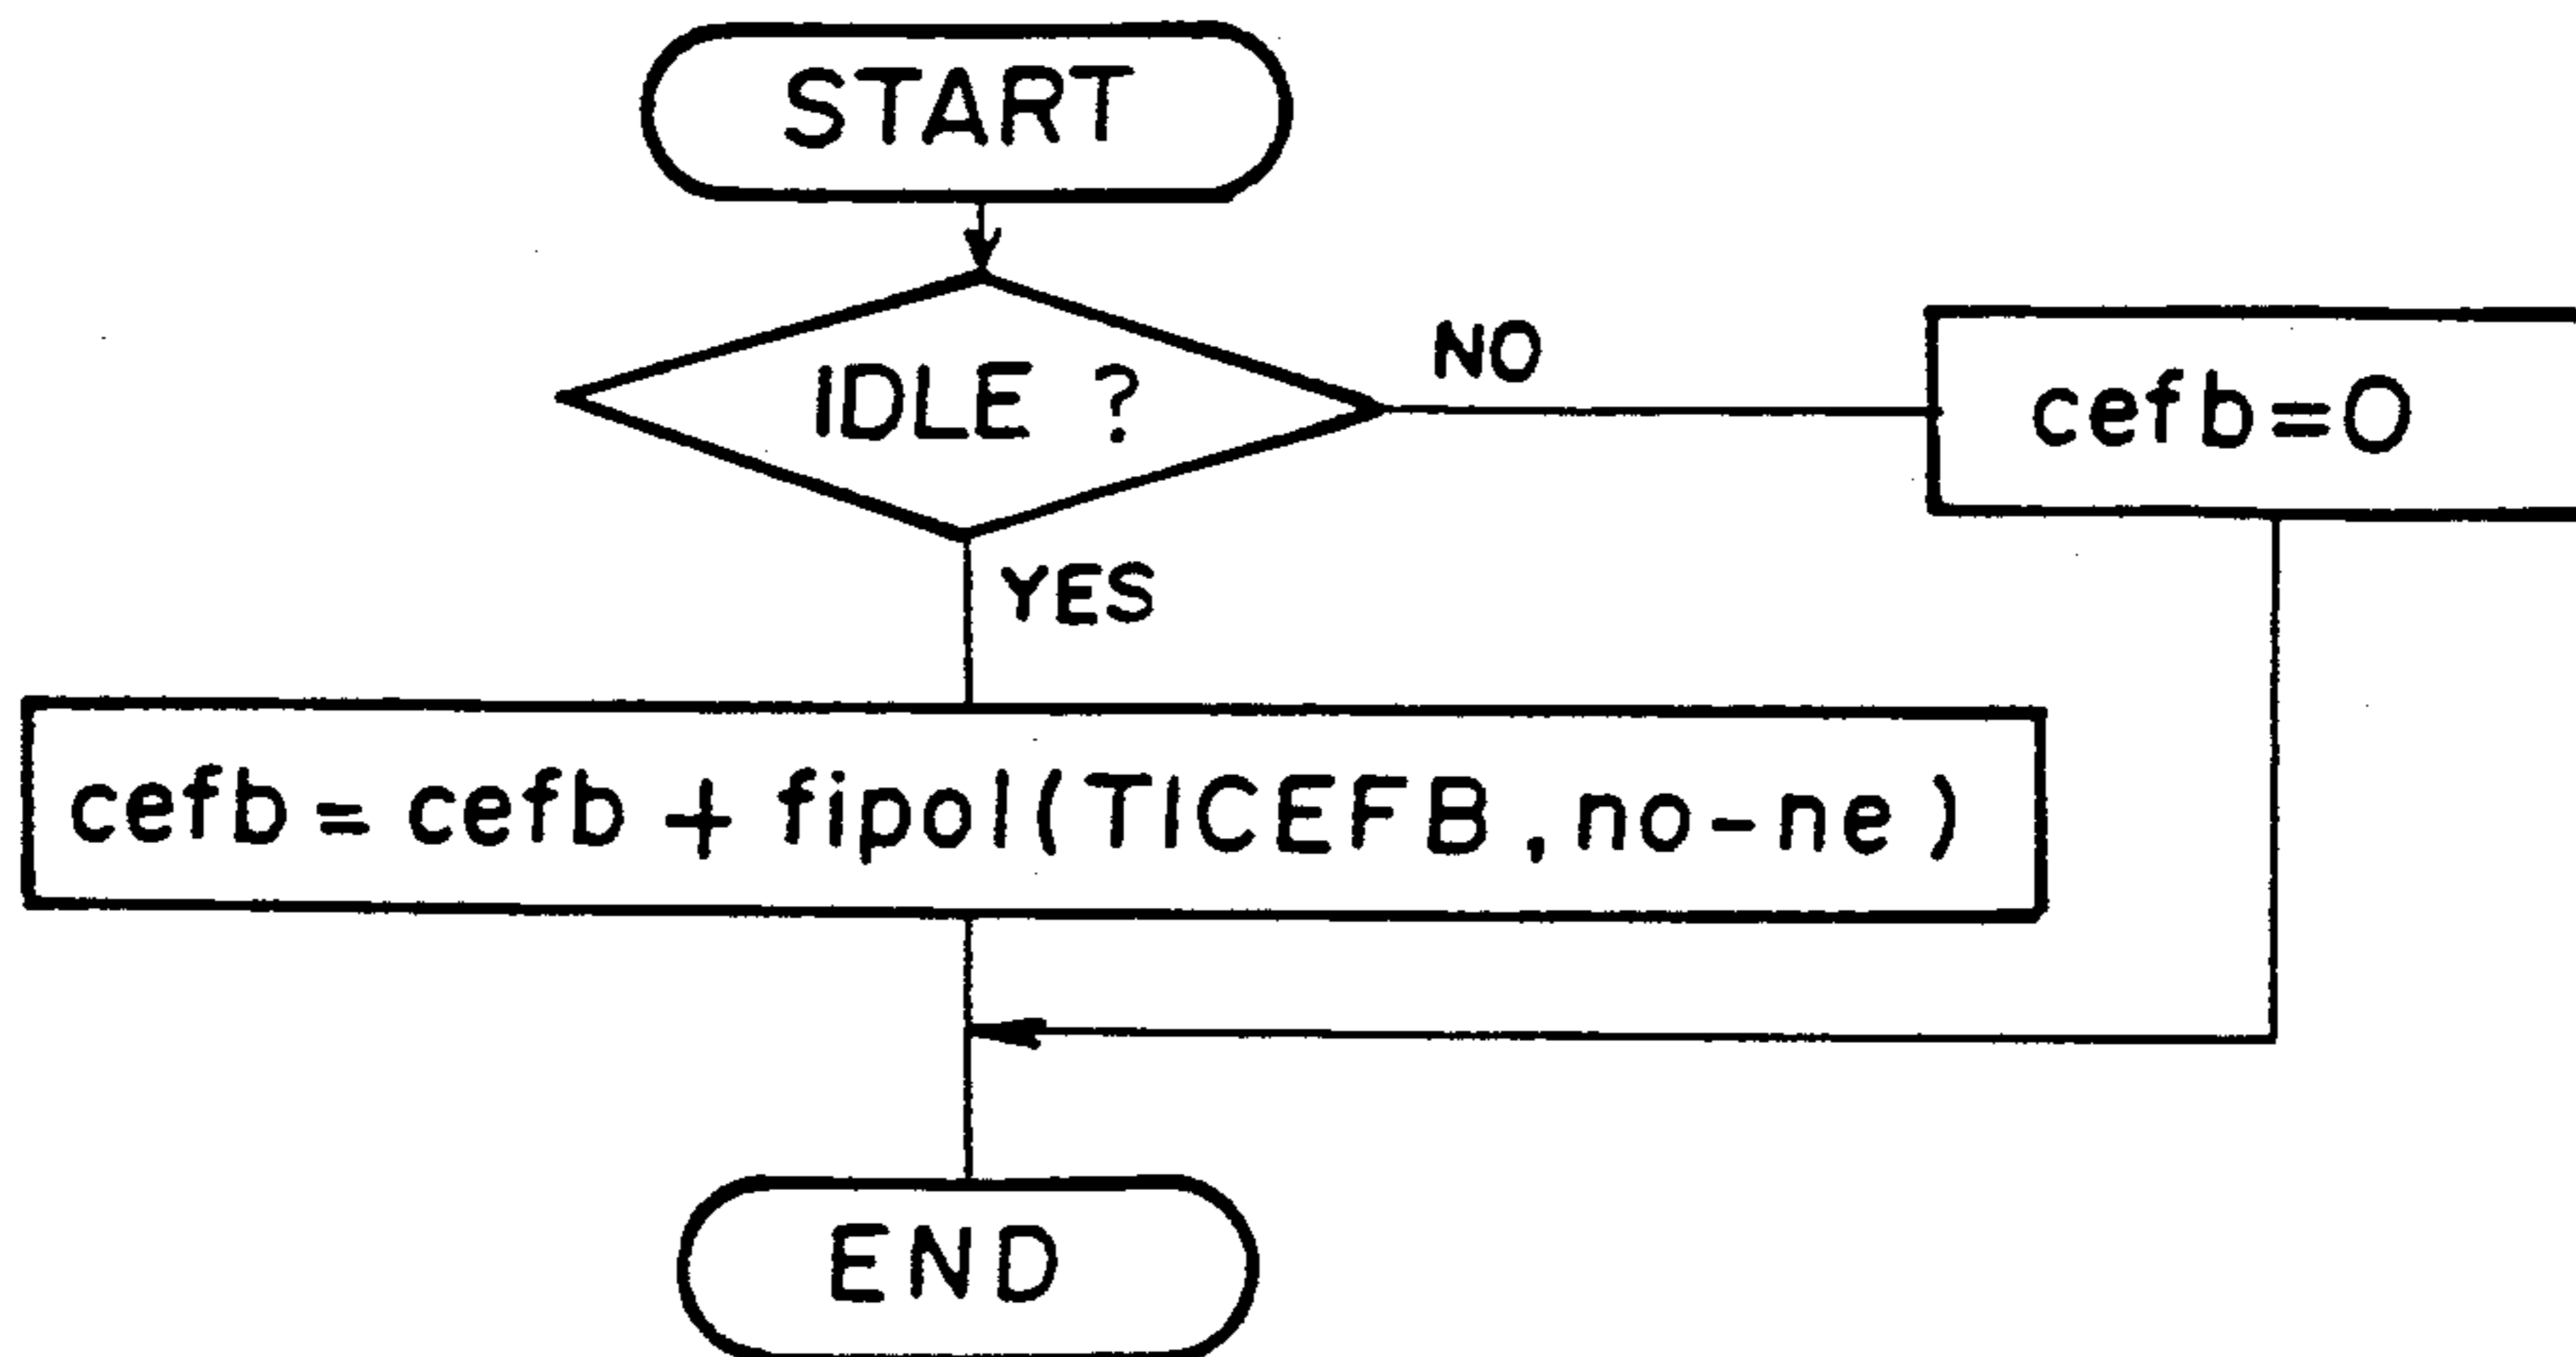 START
IDLE ?
NO
cefb=0
YES
cefb = cefb + fipol(TICEFB, no-ne)
END